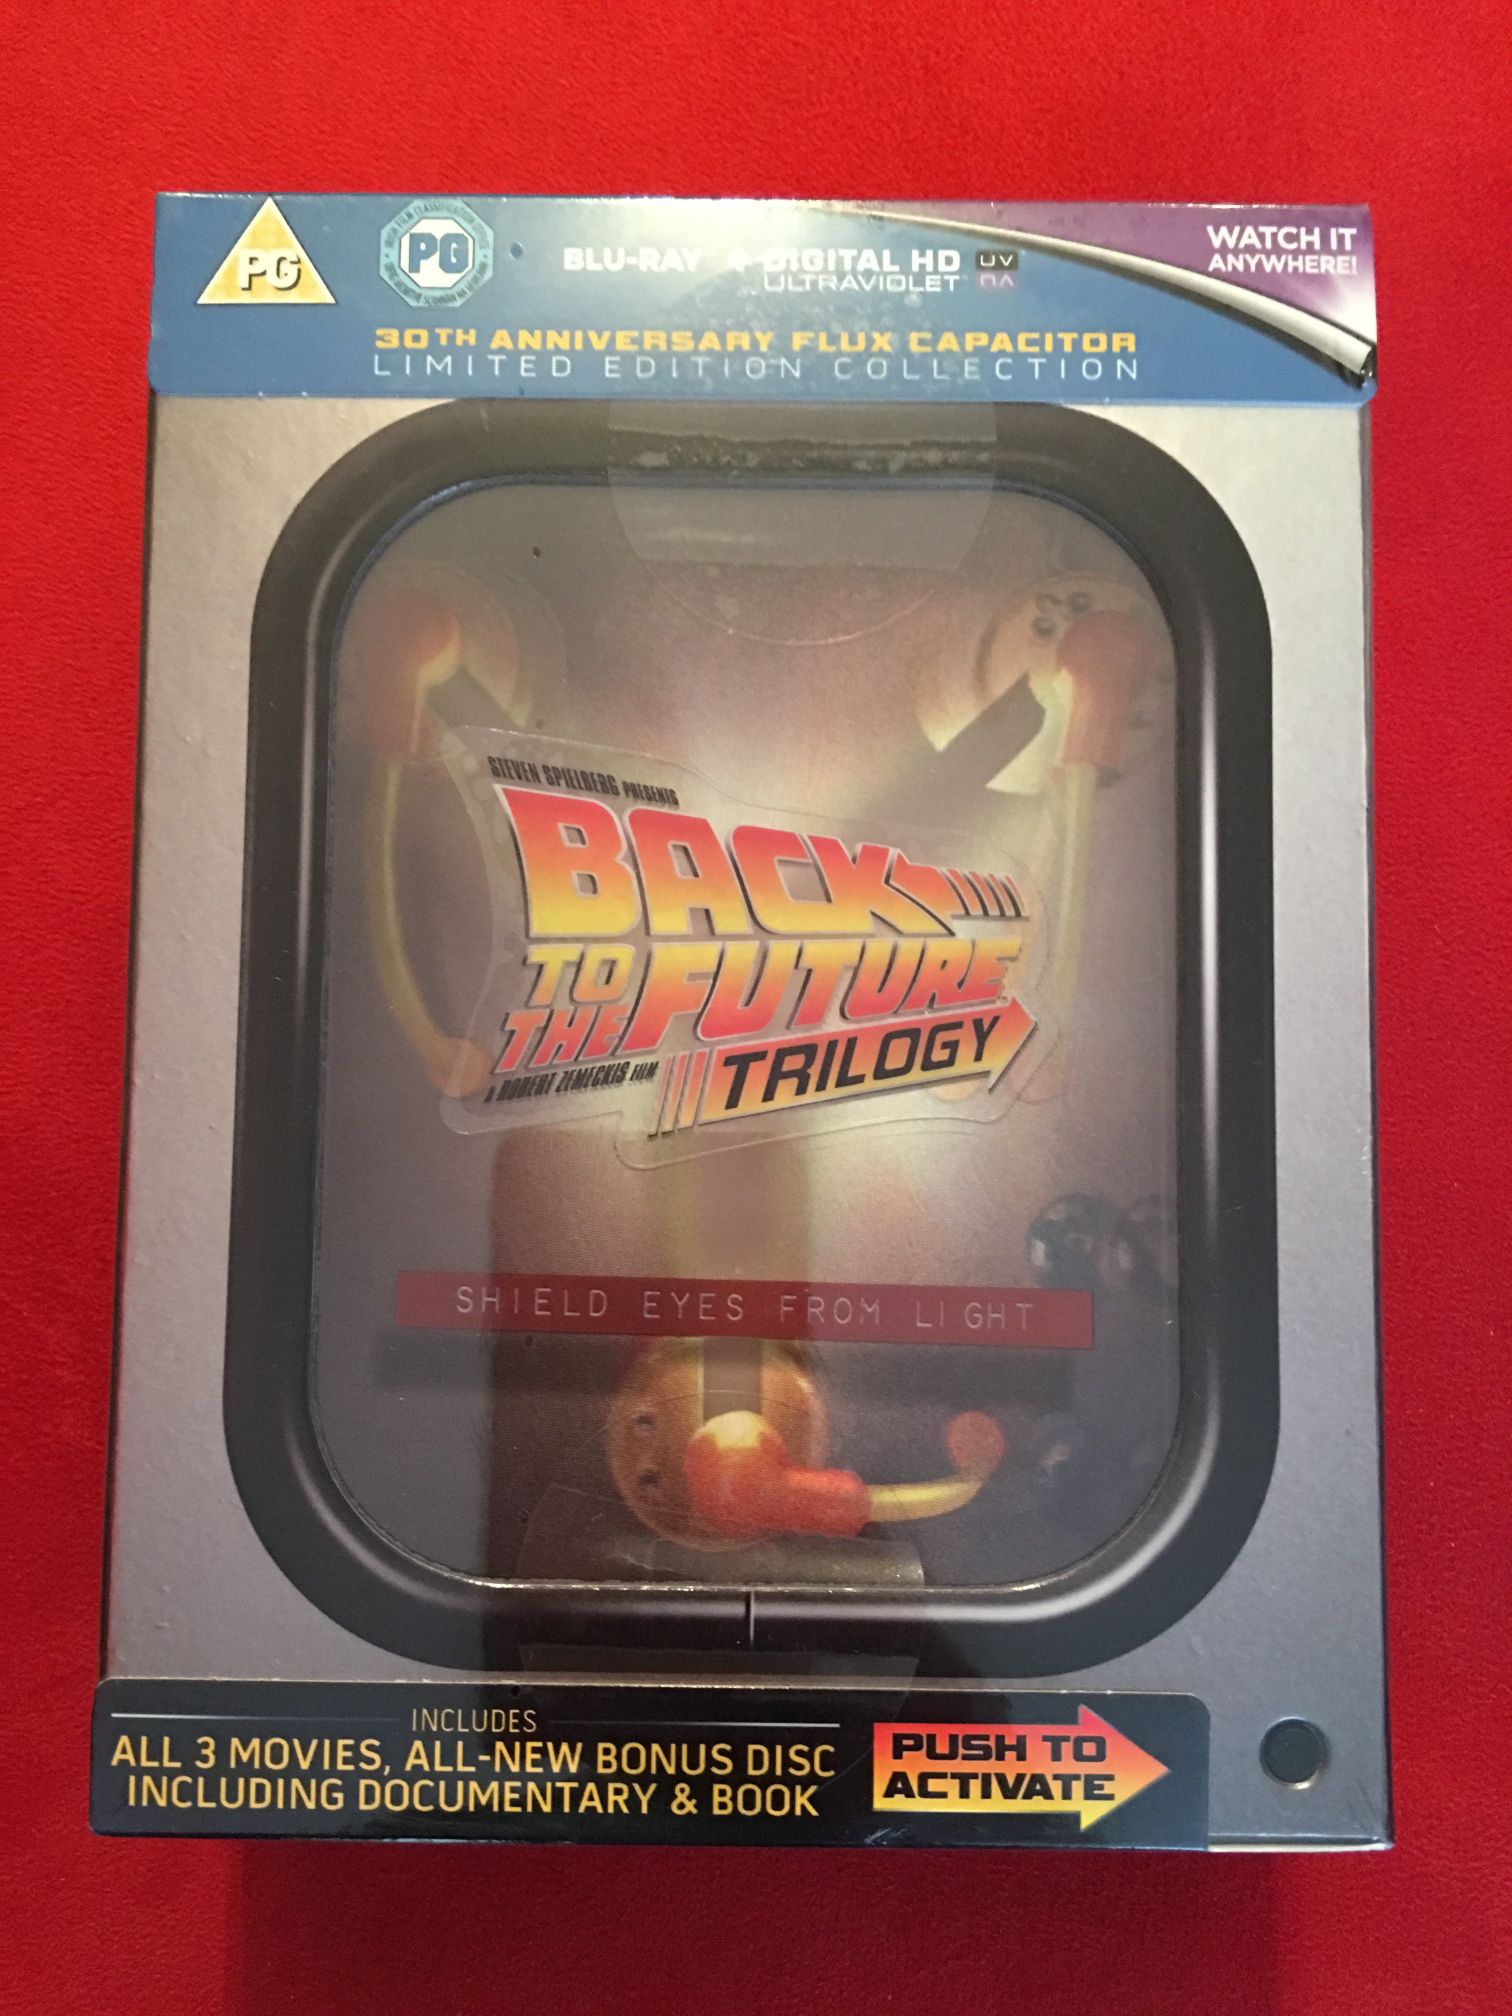 PG
PG
BLU-RAY + DIGITAL HD UV
ULTRAVIOLET
WATCH IT
ANYWHERE!
30TH ANNIVERSARY FLUX CAPACITOR
LIMITED EDITION COLLECTION
STEVEN SPIELBERG PRESENTS
BACK
TO
THE FUTURE
TRILOGY
A ROBERT ZEMECKIS FILM
SHIELD EYES FROM LIGHT
INCLUDES
ALL 3 MOVIES, ALL-NEW BONUS DISC
INCLUDING DOCUMENTARY & BOOK
PUSH TO
ACTIVATE